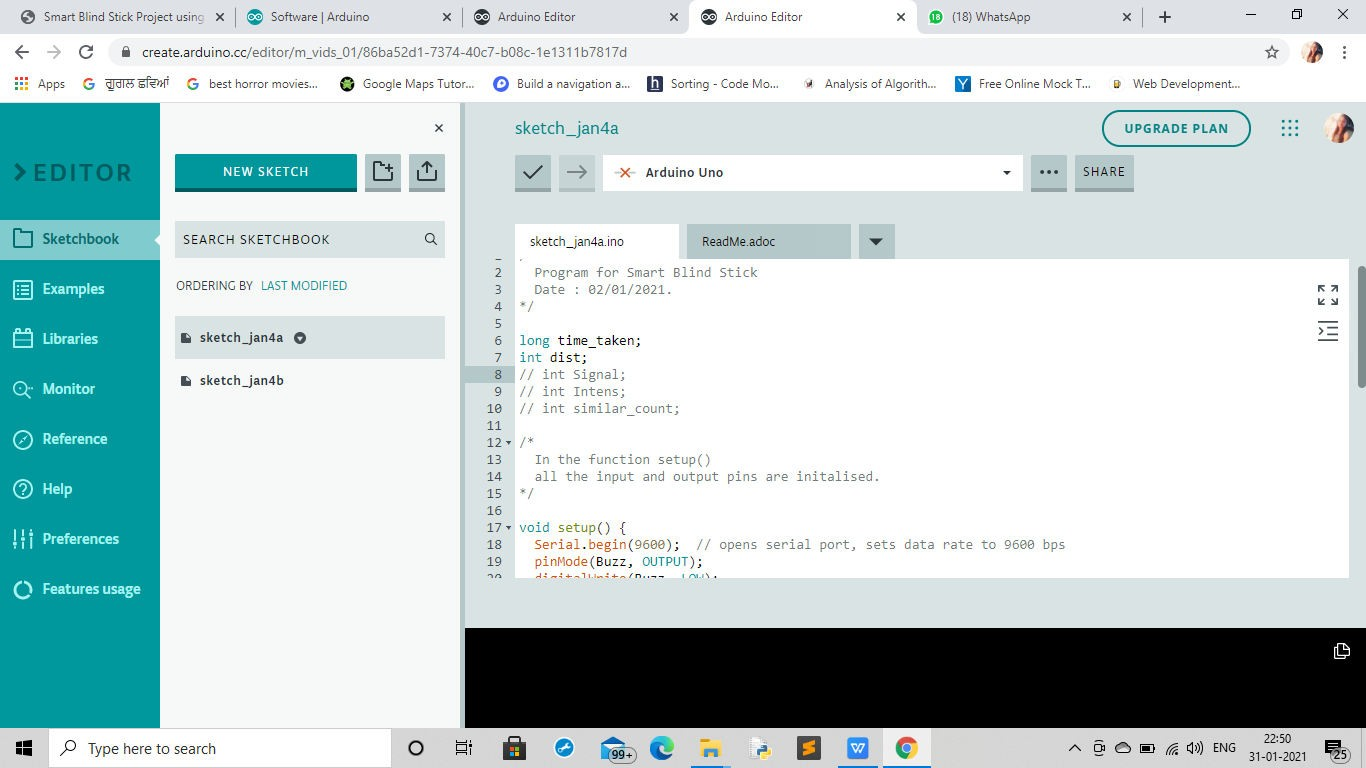 Smart Blind Stick Project using
Software | Arduino
Arduino Editor
Arduino Editor
(18) WhatsApp
create.arduino.cc/editor/m_vids_01/86ba52d1-7374-40c7-b08c-1e1311b7817d
Apps
ਗੂਗਲ ਛਵਿਆਂ
best horror movies...
Google Maps Tutor...
Build a navigation a...
Sorting - Code Mo...
Analysis of Algorith...
Free Online Mock T...
Web Development...
EDITOR
Sketchbook
Examples
Libraries
Monitor
Reference
Help
Preferences
Features usage
NEW SKETCH
SEARCH SKETCHBOOK
ORDERING BY LAST MODIFIED
sketch_jan4a
sketch_jan4b
sketch_jan4a
UPGRADE PLAN
Arduino Uno
SHARE
sketch_jan4a.ino
ReadMe.adoc
2 Program for Smart Blind Stick
3 Date : 02/01/2021.
4 */
5
6 long time_taken;
7 int dist;
8 // int Signal;
9 // int Intens;
10 // int similar_count;
11
12 /*
13 In the function setup()
14 all the input and output pins are initalised.
15 */
16
17 void setup() {
18 Serial.begin(9600); // opens serial port, sets data rate to 9600 bps
19 pinMode(Buzz, OUTPUT);
20 digitalWrite(Buzz, LOW);
Type here to search
99+
ENG
22:50
31-01-2021
25